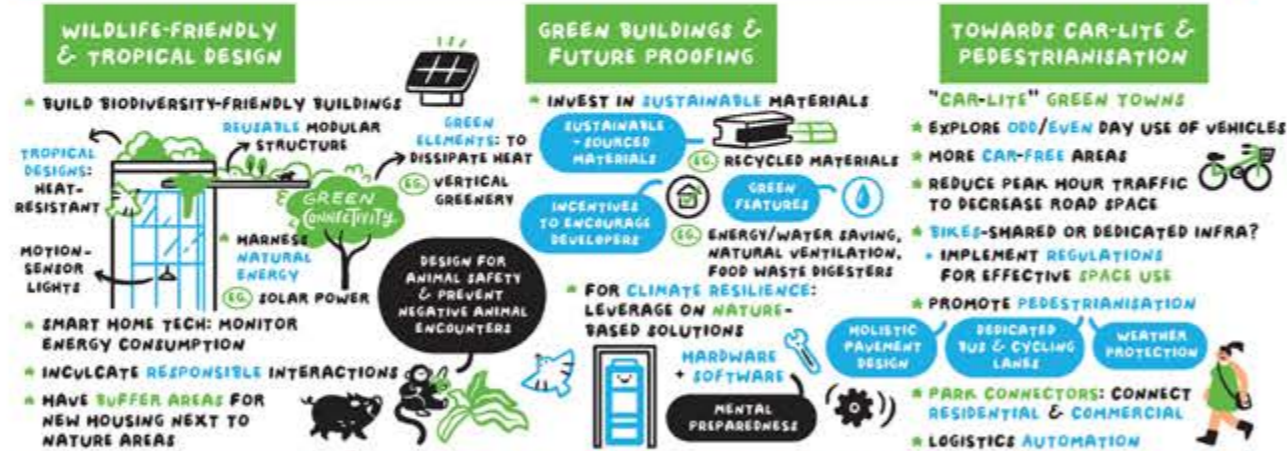 WILDLIFE-FRIENDLY
& TROPICAL DESIGN
* BUILD BIODIVERSITY-FRIENDLY BUILDINGS
REUSABLE MODULAR
STRUCTURE
TROPICAL
DESIGNS:
HEAT-
RESISTANT
GREEN
ELEMENTS: TO
DISSIPATE HEAT
EG. VERTICAL
GREENERY
GREEN
CONNECTIVITY
MOTION-
SENSOR
LIGHTS
* HARNESS
NATURAL
ENERGY
EG. SOLAR POWER
DESIGN FOR
ANIMAL SAFETY
& PREVENT
NEGATIVE ANIMAL
ENCOUNTERS
* SMART HOME TECH: MONITOR
ENERGY CONSUMPTION
* INCULCATE RESPONSIBLE INTERACTIONS
* HAVE BUFFER AREAS FOR
NEW HOUSING NEXT TO
NATURE AREAS
GREEN BUILDINGS &
FUTURE PROOFING
* INVEST IN SUSTAINABLE MATERIALS
SUSTAINABLE
-SOURCED
MATERIALS
EG. RECYCLED MATERIALS
INCENTIVES
TO ENCOURAGE
DEVELOPERS
GREEN
FEATURES
EG. ENERGY/WATER SAVING,
NATURAL VENTILATION,
FOOD WASTE DIGESTERS
* FOR CLIMATE RESILIENCE:
LEVERAGE ON NATURE-
BASED SOLUTIONS
HARDWARE
+ SOFTWARE
MENTAL
PREPAREDNESS
TOWARDS CAR-LITE &
PEDESTRIANISATION
"CAR-LITE" GREEN TOWNS
* EXPLORE ODD/EVEN DAY USE OF VEHICLES
* MORE CAR-FREE AREAS
* REDUCE PEAK HOUR TRAFFIC
TO DECREASE ROAD SPACE
* BIKES-SHARED OR DEDICATED INFRA?
• IMPLEMENT REGULATIONS
FOR EFFECTIVE SPACE USE
* PROMOTE PEDESTRIANISATION
HOLISTIC
PAVEMENT
DESIGN
DEDICATED
BUS & CYCLING
LANES
WEATHER
PROTECTION
* PARK CONNECTORS: CONNECT
RESIDENTIAL & COMMERCIAL
* LOGISTICS AUTOMATION